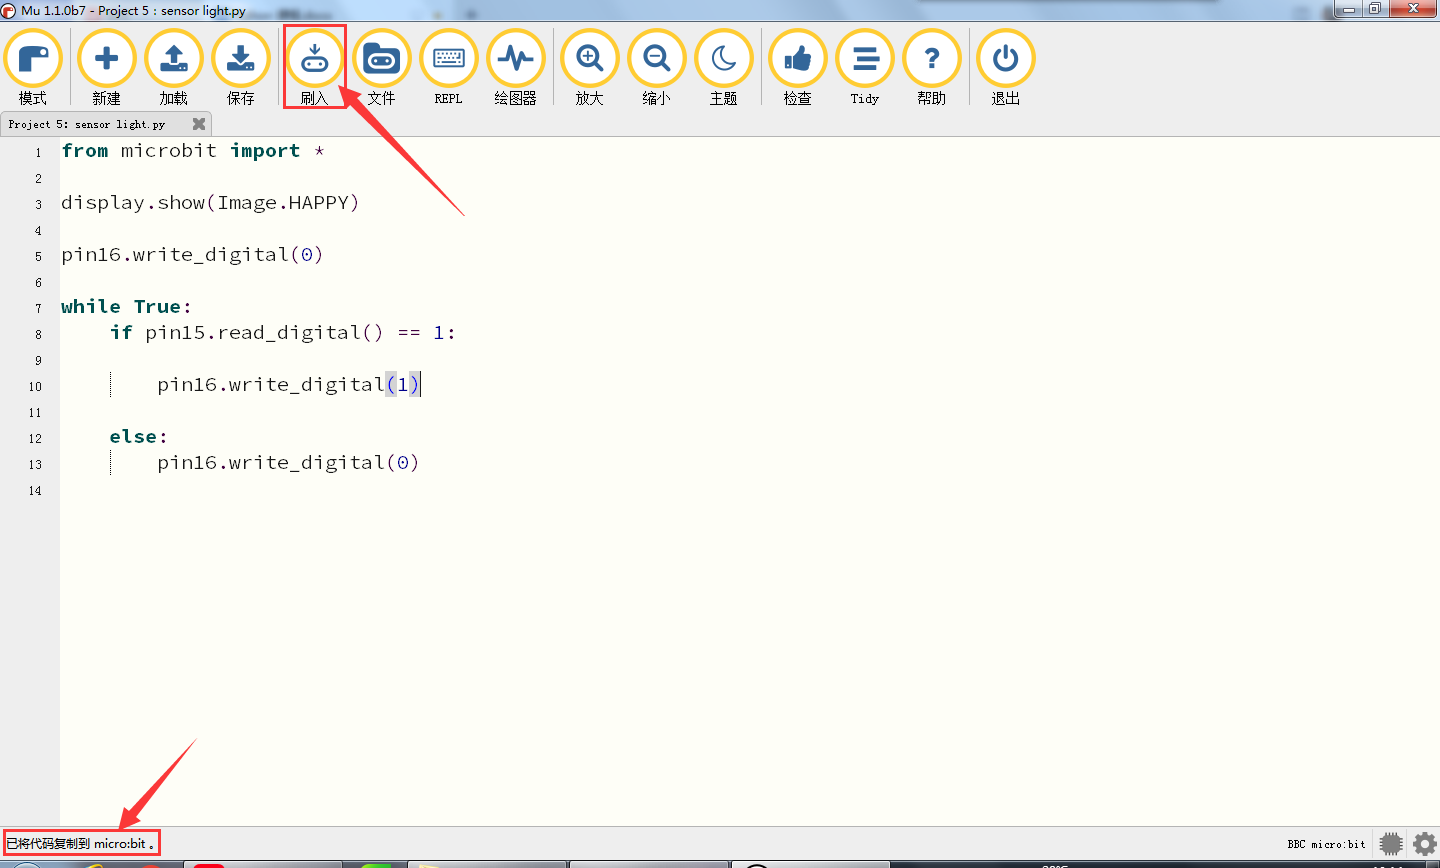 Mu 1.1.0b7 - Project 5：sensor light.py
模式 新建 加载 保存 刷入 文件 REPL 绘图器 放大 缩小 主题 检查 Tidy 帮助 退出
Project 5：sensor light.py
1 from microbit import *
2
3 display.show(Image.HAPPY)
4
5 pin16.write_digital(0)
6
7 while True:
8 if pin15.read_digital() == 1:
9
10 pin16.write_digital(1)
11
12 else:
13 pin16.write_digital(0)
14
已将代码复制到 micro:bit 。
BBC micro:bit